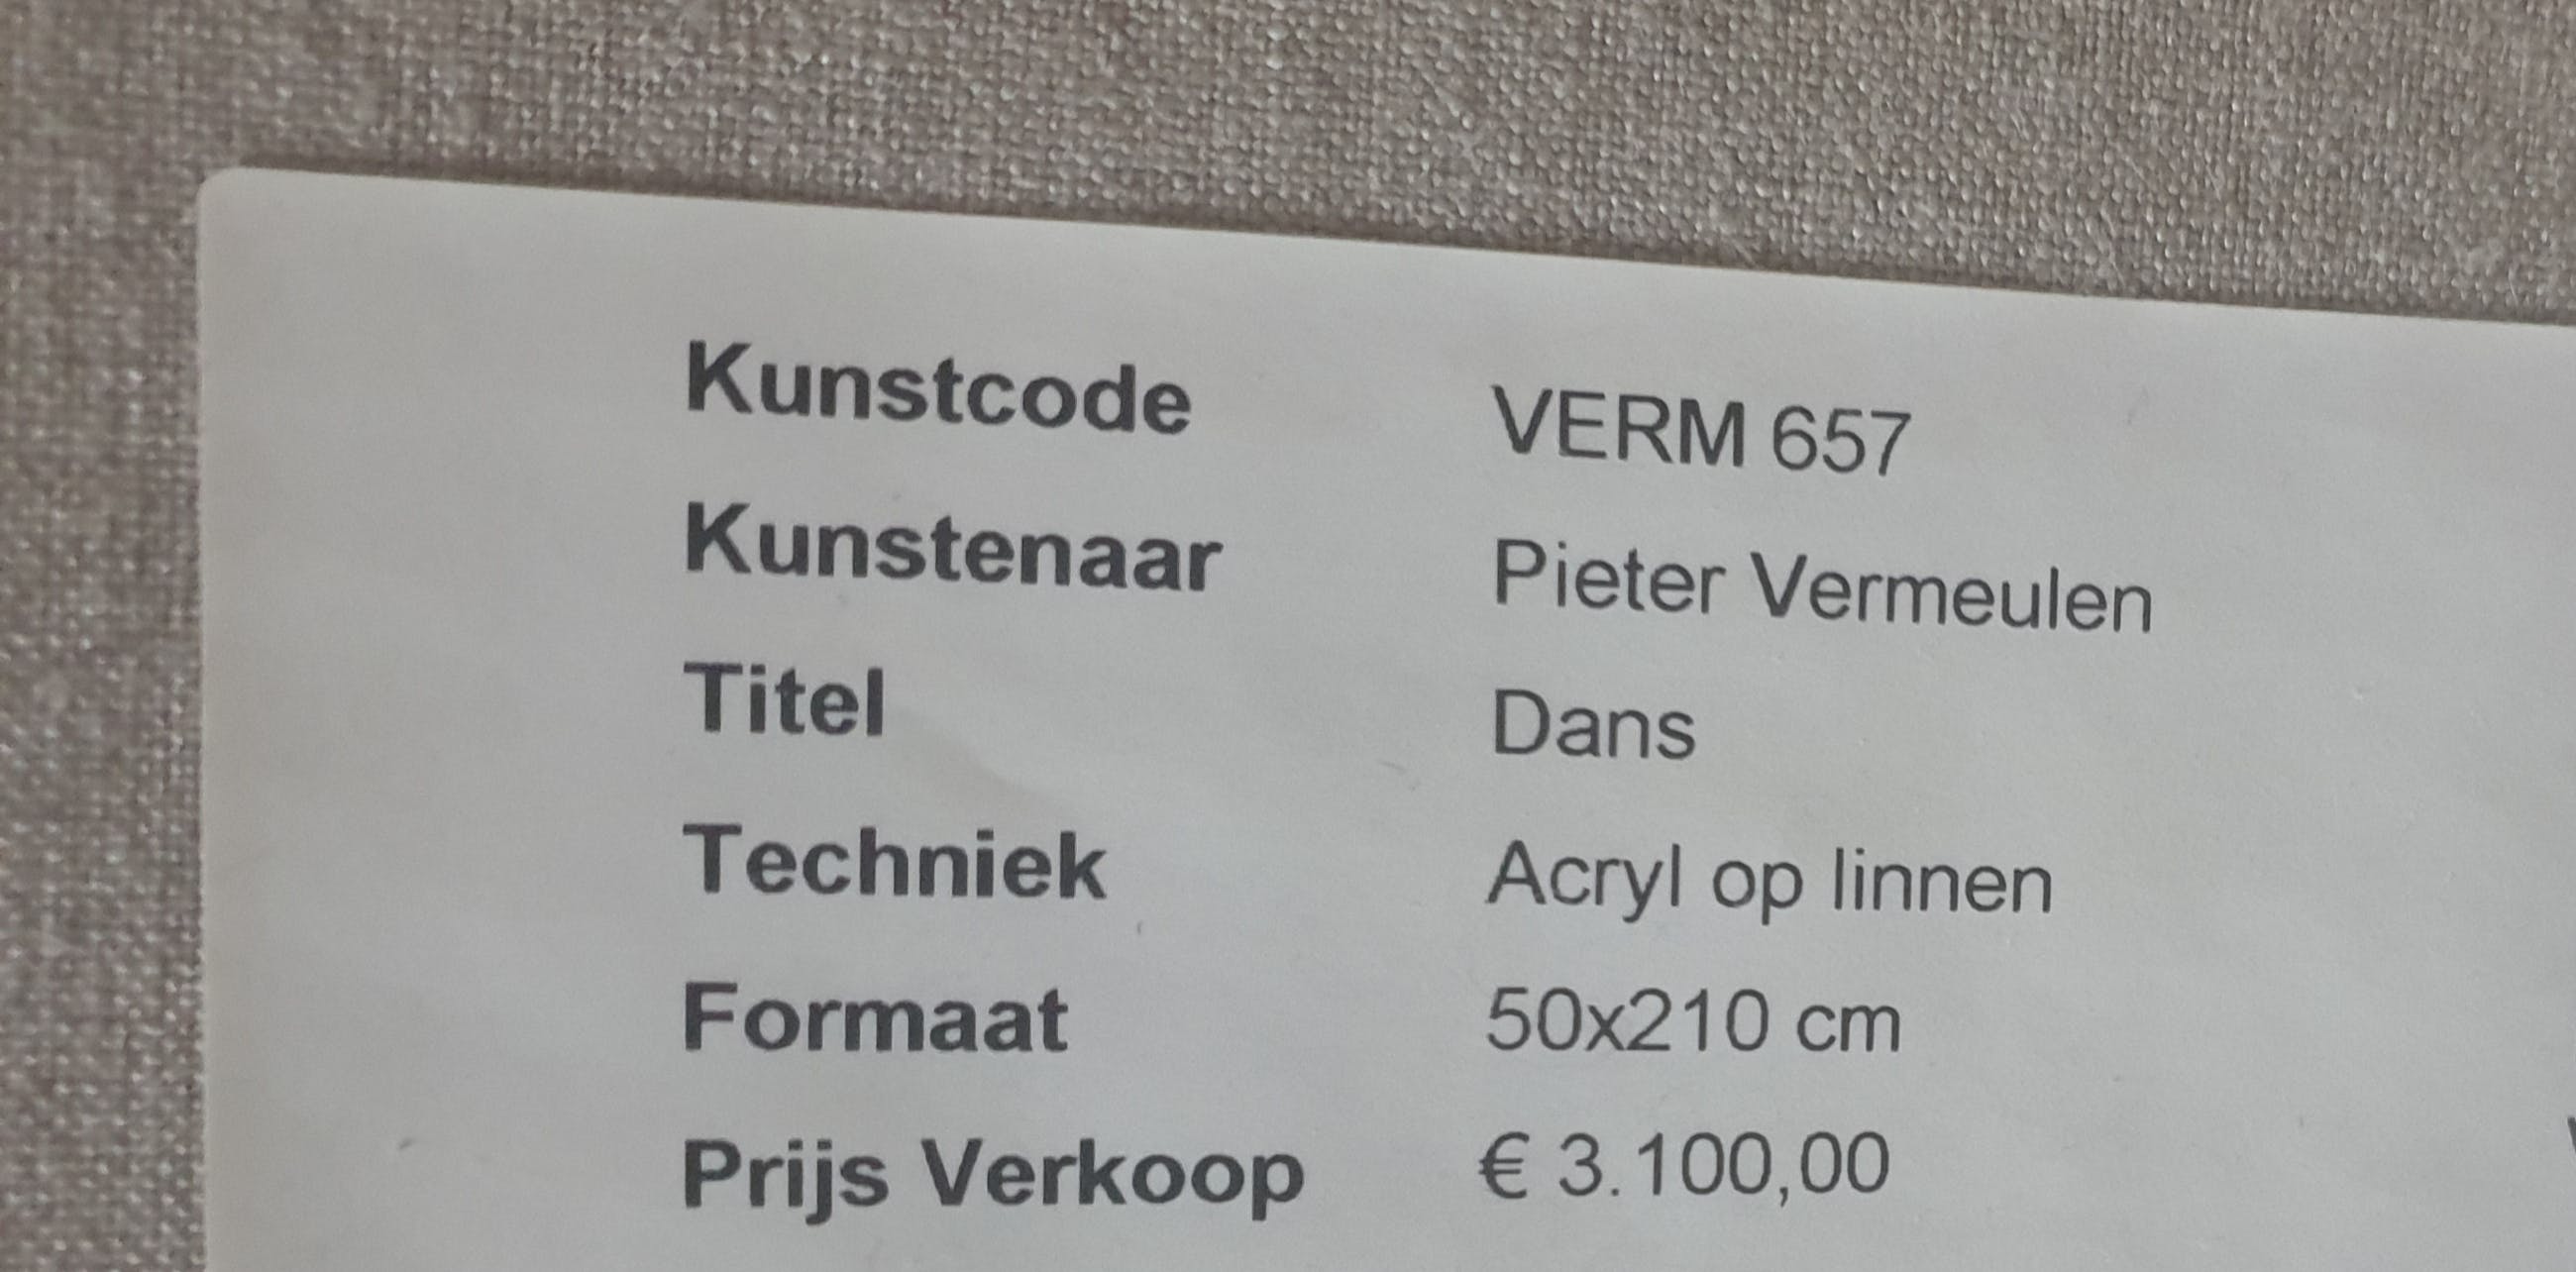 Kunstcode VERM 657
Kunstenaar Pieter Vermeulen
Titel Dans
Techniek Acryl op linnen
Formaat 50x210 cm
Prijs Verkoop € 3.100,00